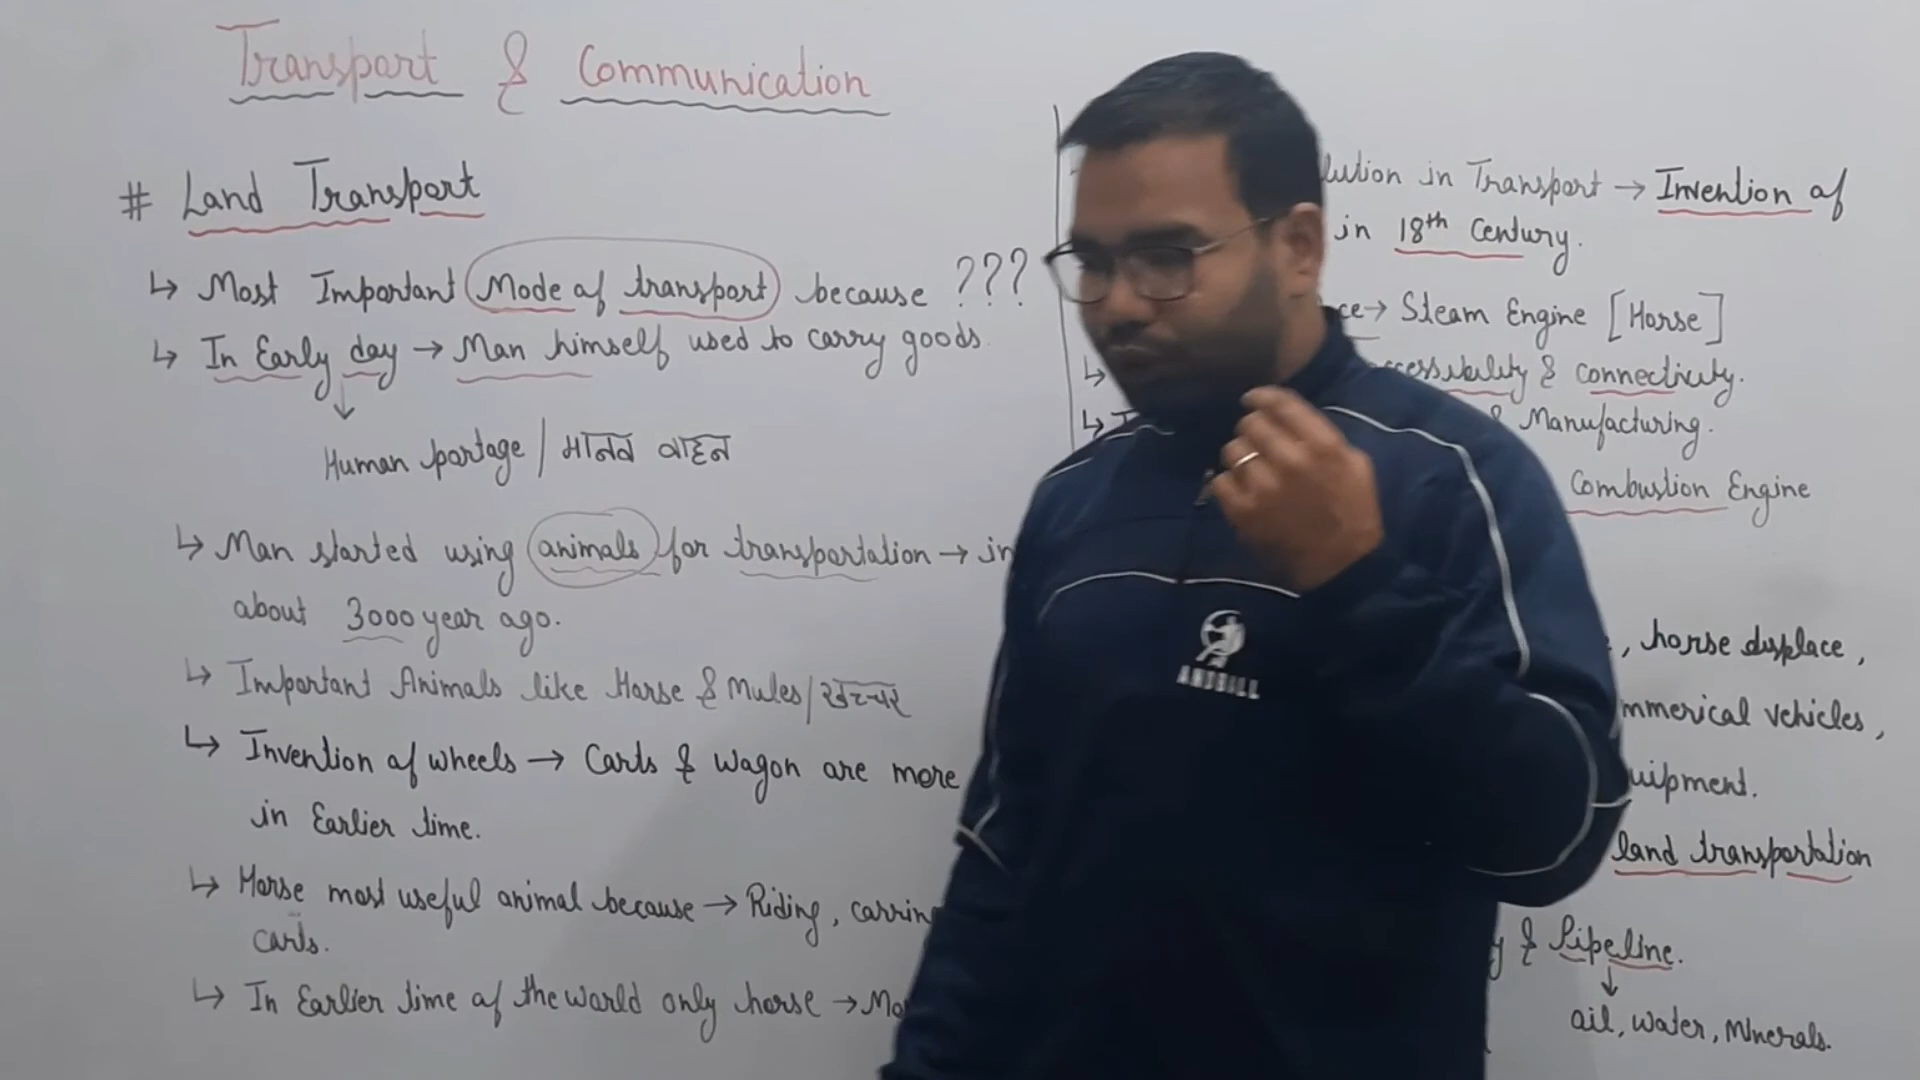 Transport & Communication
# Land Transport
↳ Most Important Mode of transport because ???
↳ In Early day → Man himself used to carry goods
↓
Human portage / मानव वाहन
↳ Man started using animals for transportation → in
about 3000 year ago.
↳ Important Animals like Horse & Mules / खच्चर
↳ Invention of wheels → Carts & wagon are more
in Earlier time.
↳ Horse most useful animal because → Riding, carrin
carts.
↳ In Earlier time of the world only horse →
lution in Transport → Invention of
in 18th Century.
ce → Steam Engine [Horse]
↳ ccessibility & connectivity.
↳ & Manufacturing.
Combustion Engine
, horse displace,
mmerical vehicles,
uipment.
land transportation
y & Pipeline.
↓
oil, water, Minerals.
ANTBILL